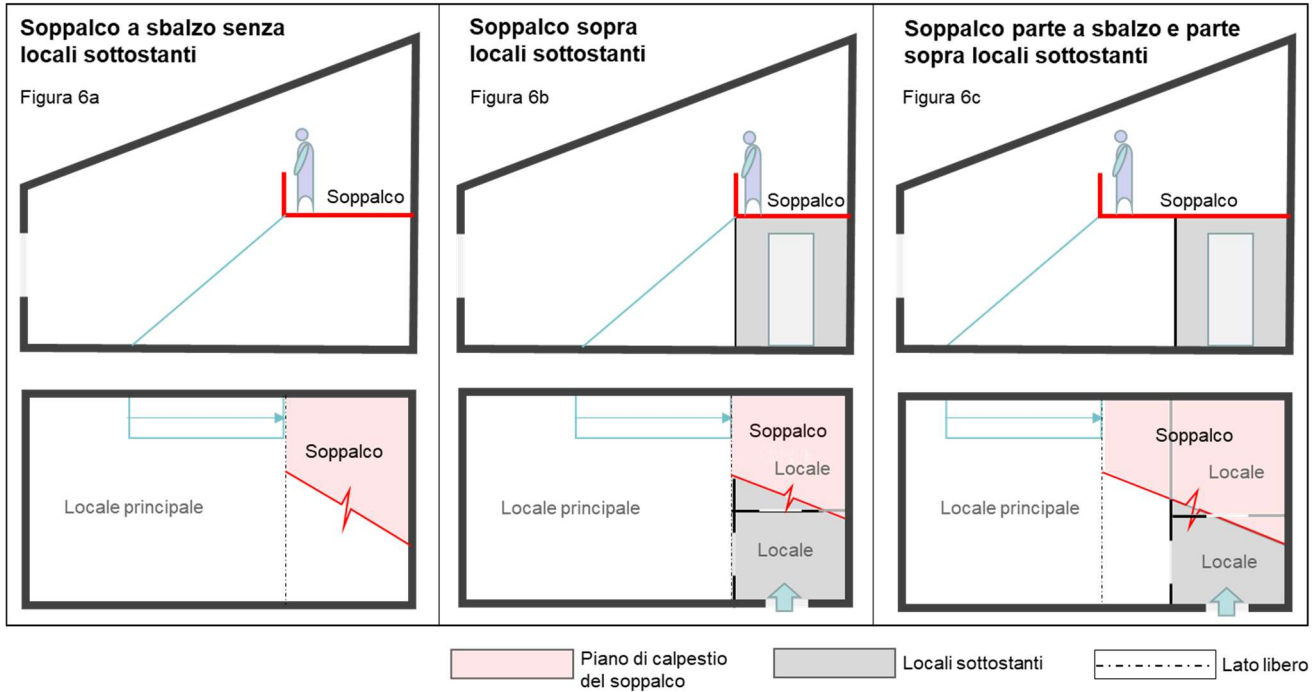 Soppalco a sbalzo senza
locali sottostanti
Figura 6a
Soppalco
Soppalco
Locale principale
Soppalco sopra
locali sottostanti
Figura 6b
Soppalco
Soppalco
Locale
Locale principale
Locale
Soppalco parte a sbalzo e parte
sopra locali sottostanti
Figura 6c
Soppalco
Soppalco
Locale
Locale principale
Locale
Piano di calpestio
del soppalco
Locali sottostanti
Lato libero